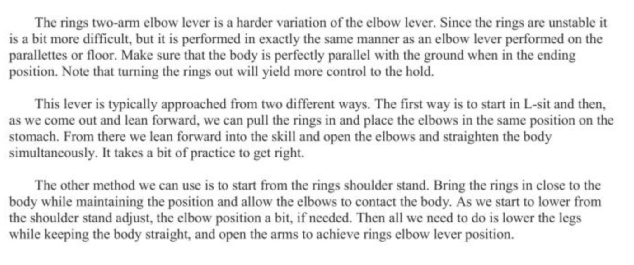 The rings two-arm elbow lever is a harder variation of the elbow lever. Since the rings are unstable it
is a bit more difficult, but it is performed in exactly the same manner as an elbow lever performed on the
parallettes or floor. Make sure that the body is perfectly parallel with the ground when in the ending
position. Note that turning the rings out will yield more control to the hold.
This lever is typically approached from two different ways. The first way is to start in L-sit and then,
as we come out and lean forward, we can pull the rings in and place the elbows in the same position on the
stomach. From there we lean forward into the skill and open the elbows and straighten the body
simultaneously. It takes a bit of practice to get right.
The other method we can use is to start from the rings shoulder stand. Bring the rings in close to the
body while maintaining the position and allow the elbows to contact the body. As we start to lower from
the shoulder stand adjust, the elbow position a bit, if needed. Then all we need to do is lower the legs
while keeping the body straight, and open the arms to achieve rings elbow lever position.